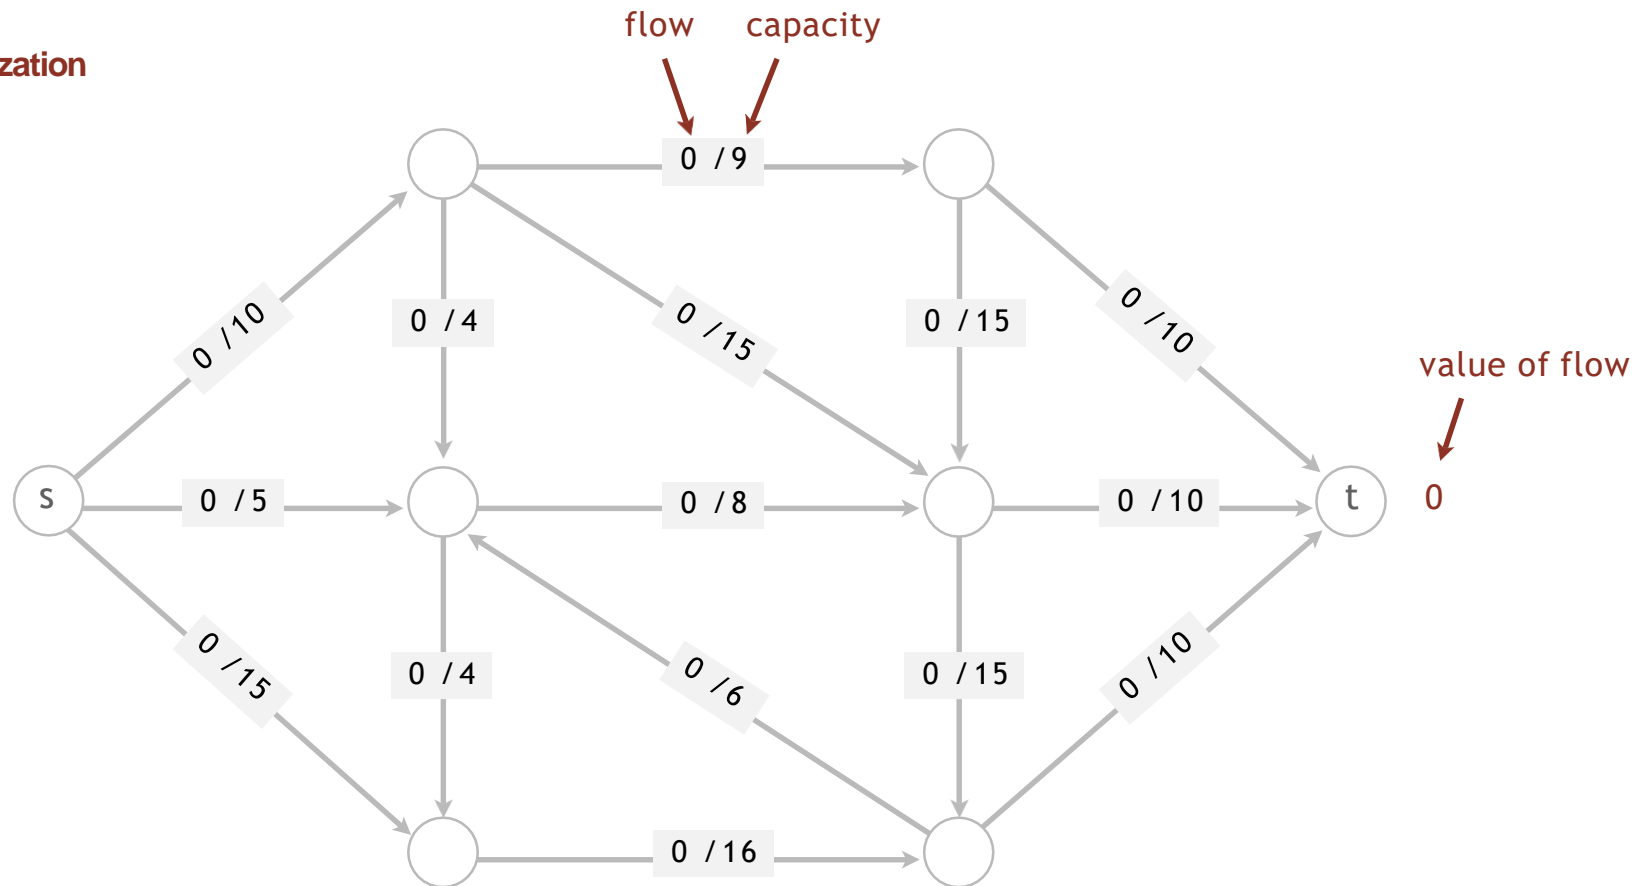 flow capacity
zation
0 / 9
0 / 10
0 / 4
0 / 15
0 / 15
0 / 10
value of flow
s
0 / 5
0 / 8
0 / 10
t
0
0 / 15
0 / 4
0 / 6
0 / 15
0 / 10
0 / 16